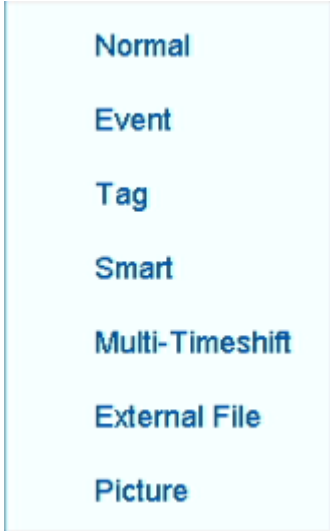 Normal
Event
Tag
Smart
Multi-Timeshift
External File
Picture